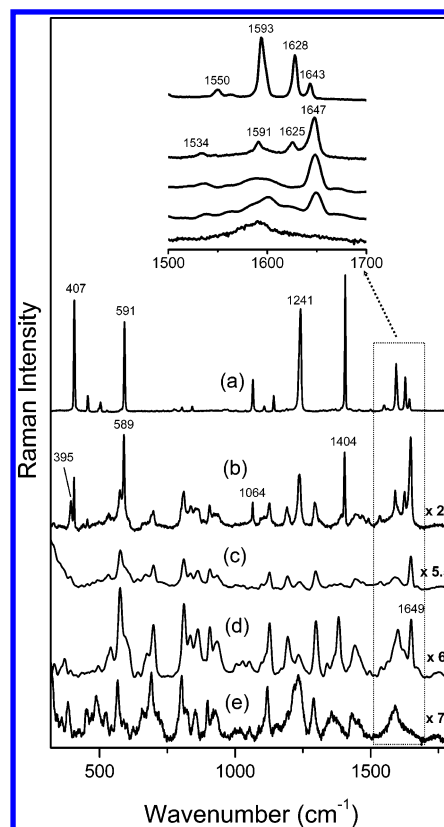 1593
1628
1550
1643
1647
1534
1591
1625
1500
1600
1700
407
591
1241
(a)
589
395
1064
1404
(b)
x 2
(c)
x 5.
(d)
1649
x 6
(e)
x 7
500
1000
1500
Raman Intensity
Wavenumber (cm⁻¹)